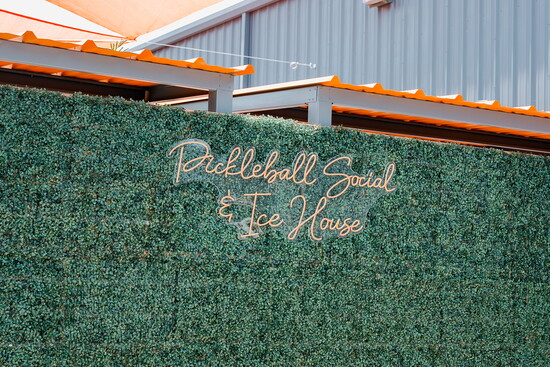 Pickleball Social
& Ice House